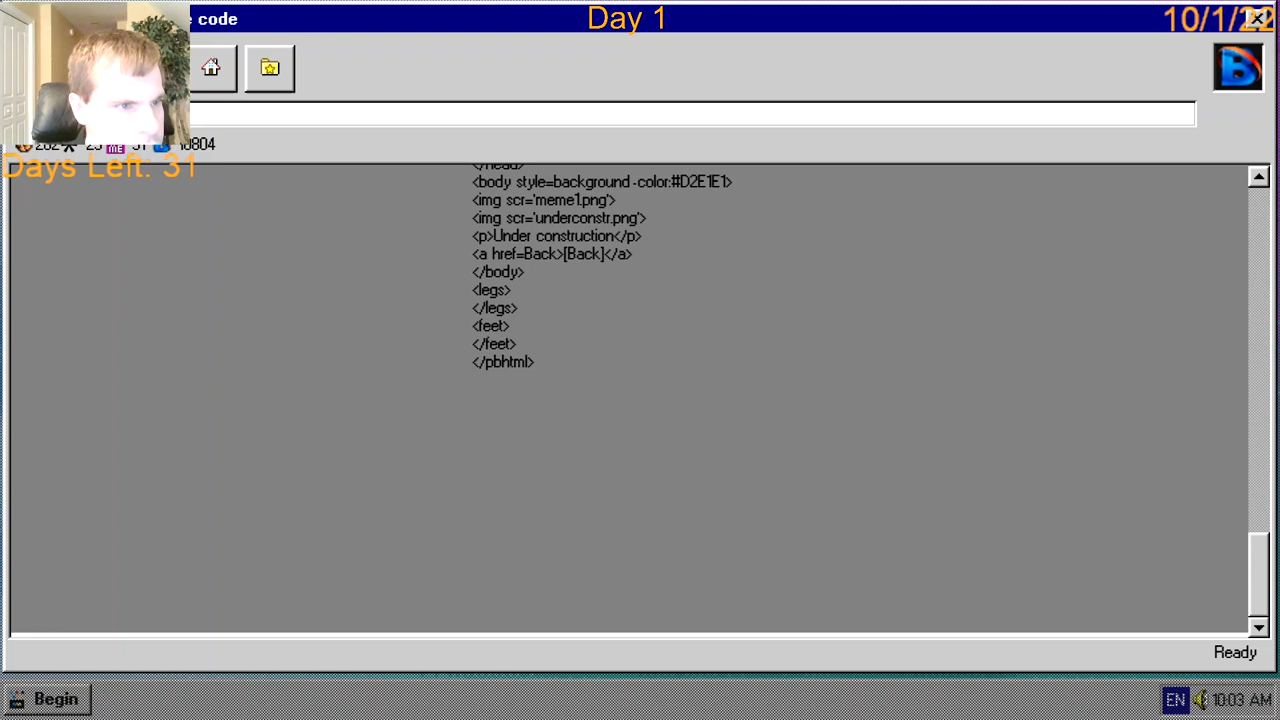 e code
Day 1
10/1/22
ME
Days Left: 31
</head>
<body style=background-color:#D2E1E1>
<img scr='meme1.png'>
<img scr='underconstr.png'>
<p>Under construction</p>
<a href=Back>[Back]</a>
</body>
<legs>
</legs>
<feet>
</feet>
</pbhtml>
Ready
Begin
EN
10:03 AM